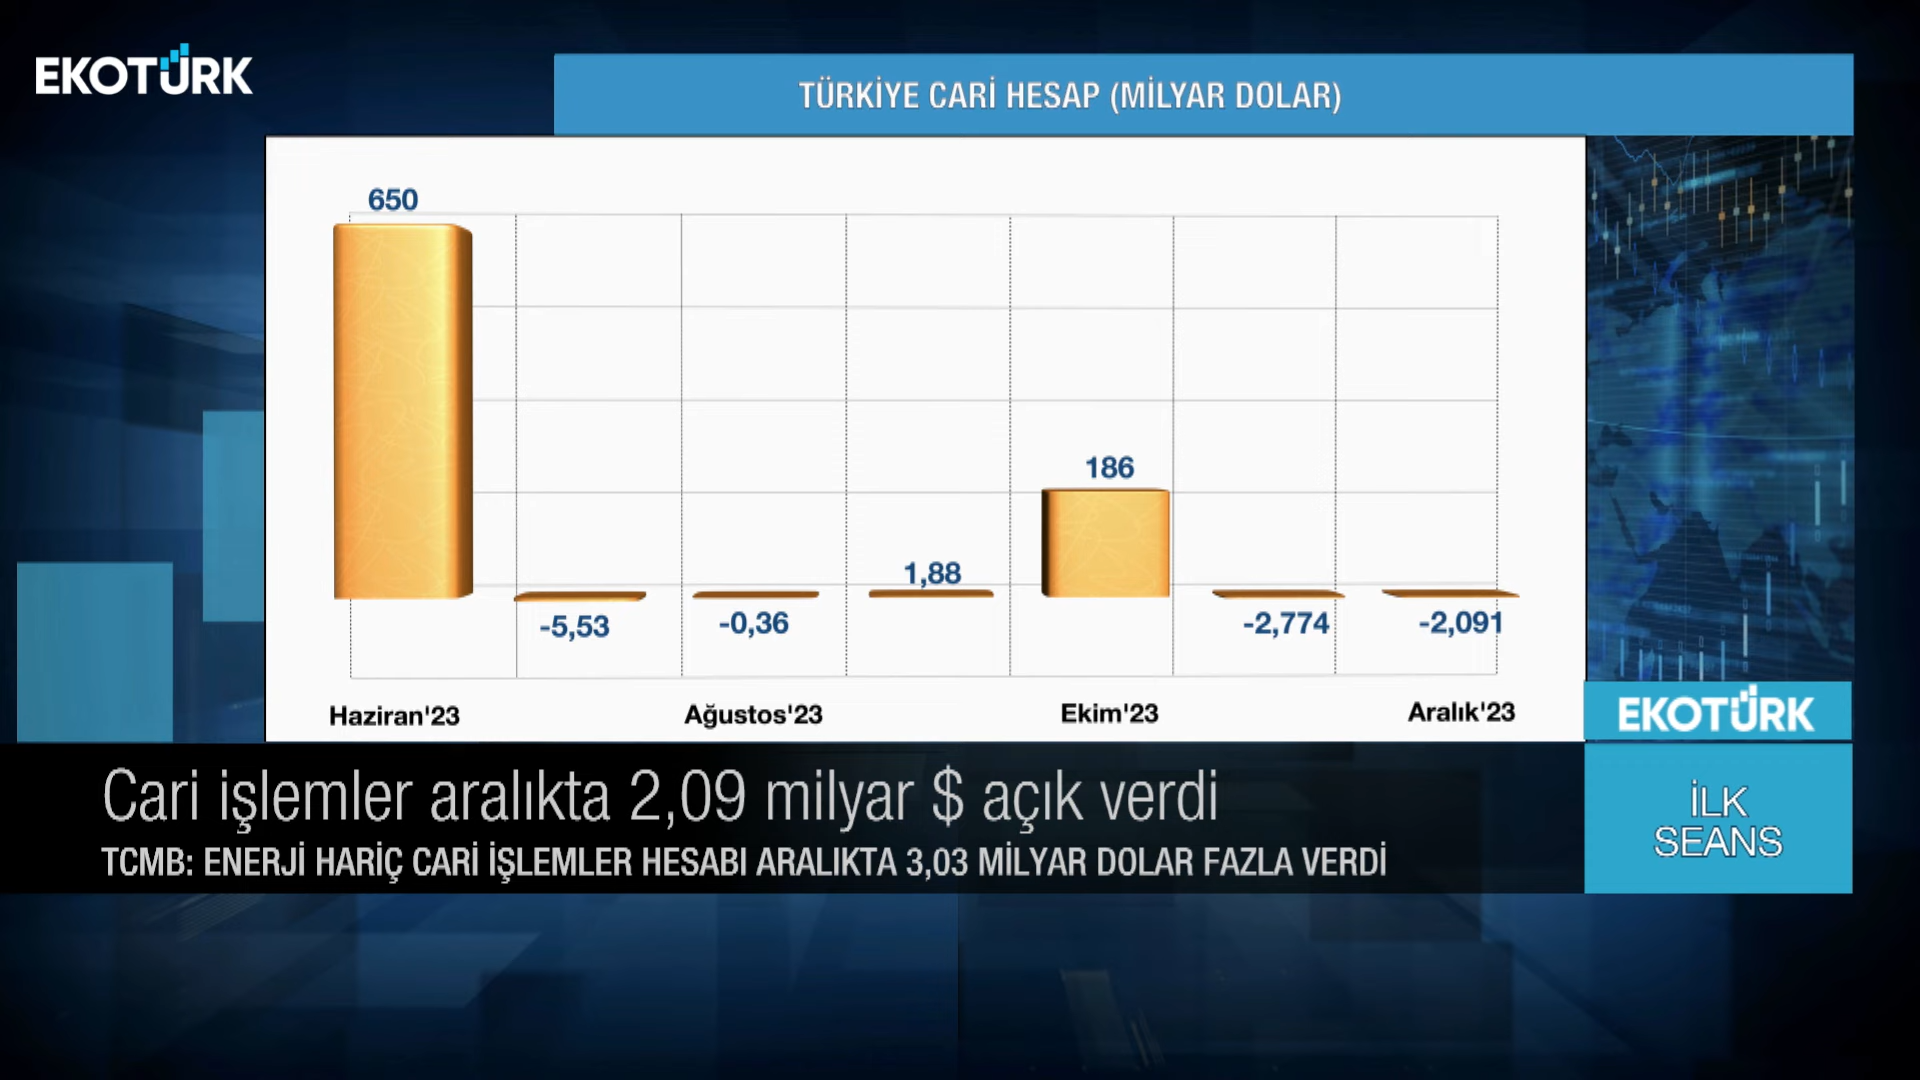 EKOTÜRK
TÜRKİYE CARİ HESAP (MİLYAR DOLAR)
650
186
1,88
-5,53
-0,36
-2,774
-2,091
Haziran'23
Ağustos'23
Ekim'23
Aralık'23
EKOTÜRK
Cari işlemler aralıkta 2,09 milyar $ açık verdi
TCMB: ENERJİ HARİÇ CARİ İŞLEMLER HESABI ARALIKTA 3,03 MİLYAR DOLAR FAZLA VERDİ
İLK
SEANS